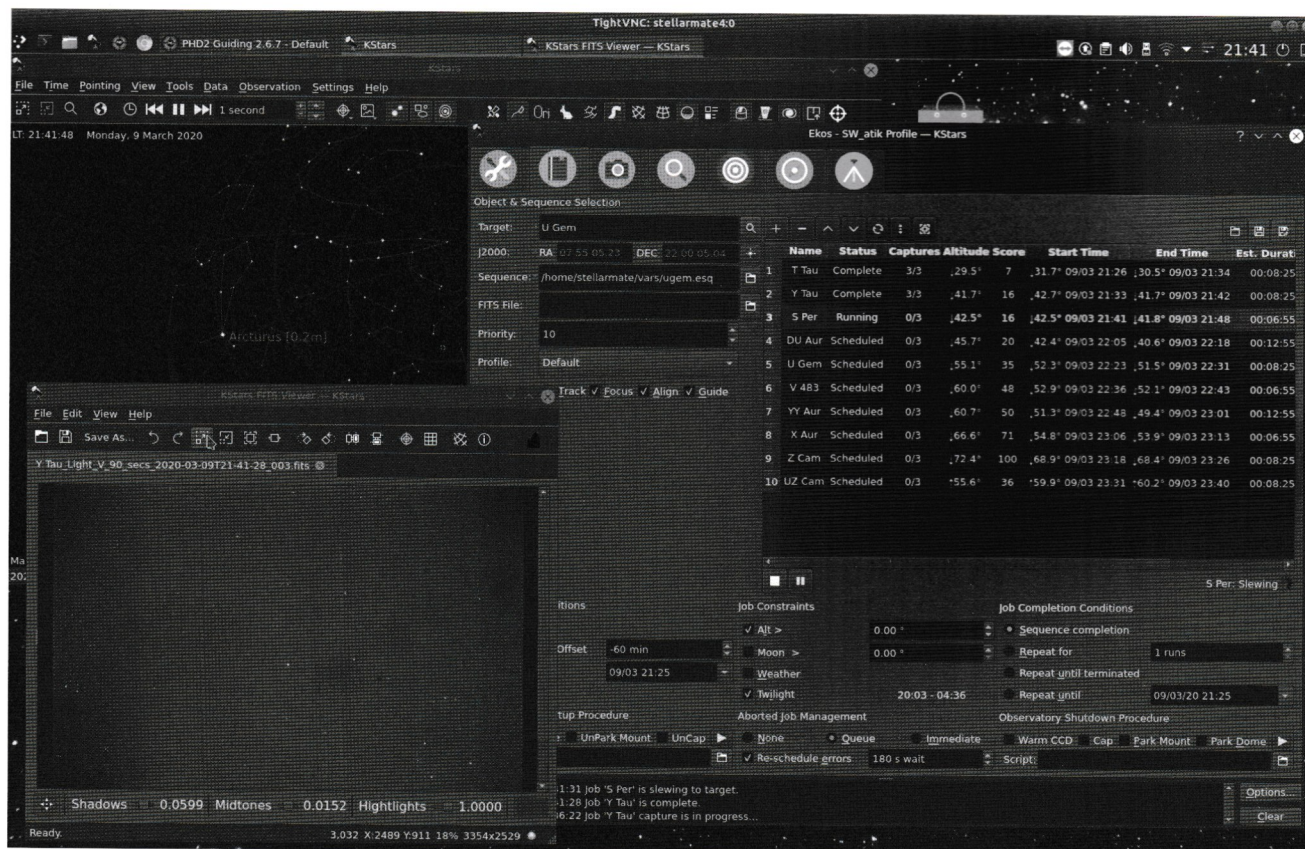 TightVNC: stellarmate4:0
PHD2 Guiding 2.6.7 - Default KStars KStars FITS Viewer — KStars 21:41
KStars
File Time Pointing View Tools Data Observation Settings Help
1 second Ori
LT: 21:41:48 Monday, 9 March 2020
Ekos - SW_atik Profile — KStars
Object & Sequence Selection
Target: U Gem
J2000: RA 07 55 05.23 DEC 22 00 05.04
Sequence: /home/stellarmate/vars/ugem.esq
FITS File:
Priority: 10
Profile: Default
Track Focus Align Guide
Name Status Captures Altitude Score Start Time End Time Est. Durati
1 T Tau Complete 3/3 ↓29.5° 7 ↓31.7° 09/03 21:26 ↓30.5° 09/03 21:34 00:08:25
2 Y Tau Complete 3/3 ↓41.7° 16 ↓42.7° 09/03 21:33 ↓41.7° 09/03 21:42 00:08:25
3 S Per Running 0/3 ↓42.5° 16 ↓42.5° 09/03 21:41 ↓41.8° 09/03 21:48 00:06:55
4 DU Aur Scheduled 0/3 ↓45.7° 20 ↓42.4° 09/03 22:05 ↓40.6° 09/03 22:18 00:12:55
5 U Gem Scheduled 0/3 ↓55.1° 35 ↓52.3° 09/03 22:23 ↓51.5° 09/03 22:31 00:08:25
6 V 483 Scheduled 0/3 ↓60.0° 48 ↓52.9° 09/03 22:36 ↓52.1° 09/03 22:43 00:06:55
7 YY Aur Scheduled 0/3 ↓60.7° 50 ↓51.3° 09/03 22:48 ↓49.4° 09/03 23:01 00:12:55
8 X Aur Scheduled 0/3 ↓66.6° 71 ↓54.8° 09/03 23:06 ↓53.9° 09/03 23:13 00:06:55
9 Z Cam Scheduled 0/3 ↓72.4° 100 ↓68.9° 09/03 23:18 ↓68.4° 09/03 23:26 00:08:25
10 UZ Cam Scheduled 0/3 ↑55.6° 36 ↑59.9° 09/03 23:31 ↑60.2° 09/03 23:40 00:08:25
Arcturus [0.2m]
KStars FITS Viewer — KStars
File Edit View Help
Save As...
Y Tau_Light_V_90_secs_2020-03-09T21-41-28_003.fits
Ma
202
S Per: Slewing
itions Job Constraints Job Completion Conditions
Alt > 0.00 ° Sequence completion
Offset -60 min Moon > 0.00 ° Repeat for 1 runs
09/03 21:25 Weather Repeat until terminated
Twilight 20:03 - 04:36 Repeat until 09/03/20 21:25
tup Procedure Aborted Job Management Observatory Shutdown Procedure
UnPark Mount UnCap None Queue Immediate Warm CCD Cap Park Mount Park Dome
Re-schedule errors 180 s wait Script:
1:31 Job 'S Per' is slewing to target.
1:28 Job 'Y Tau' is complete.
6:22 Job 'Y Tau' capture is in progress...
Options...
Clear
Shadows 0.0599 Midtones 0.0152 Hightlights 1.0000
Ready. 3,032 X:2489 Y:911 18% 3354x2529